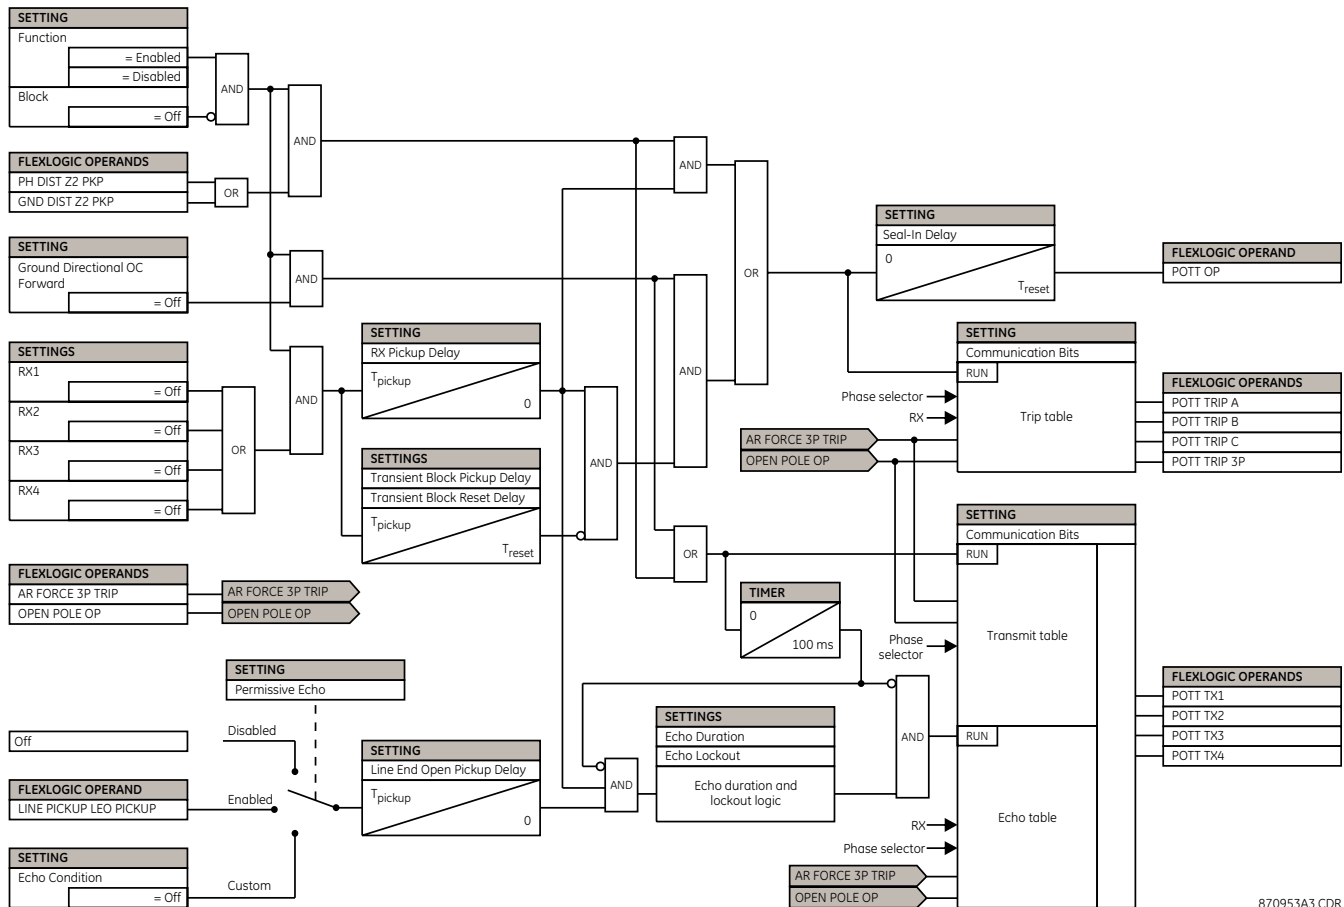 SETTING
Function
= Enabled
= Disabled
Block
= Off
AND
AND
FLEXLOGIC OPERANDS
PH DIST Z2 PKP
GND DIST Z2 PKP
OR
SETTING
Ground Directional OC
Forward
= Off
AND
SETTINGS
RX1
= Off
RX2
= Off
RX3
= Off
RX4
= Off
OR
AND
SETTING
RX Pickup Delay
Tpickup
0
SETTINGS
Transient Block Pickup Delay
Transient Block Reset Delay
Tpickup
Treset
AND
AND
AND
OR
OR
SETTING
Seal-In Delay
0
Treset
FLEXLOGIC OPERAND
POTT OP
SETTING
Communication Bits
RUN
Phase selector
RX
Trip table
AR FORCE 3P TRIP
OPEN POLE OP
FLEXLOGIC OPERANDS
POTT TRIP A
POTT TRIP B
POTT TRIP C
POTT TRIP 3P
FLEXLOGIC OPERANDS
AR FORCE 3P TRIP
OPEN POLE OP
AR FORCE 3P TRIP
OPEN POLE OP
TIMER
0
100 ms
SETTING
Communication Bits
RUN
Phase
selector
Transmit table
SETTING
Permissive Echo
Off
Disabled
FLEXLOGIC OPERAND
LINE PICKUP LEO PICKUP
Enabled
SETTING
Echo Condition
= Off
Custom
SETTING
Line End Open Pickup Delay
Tpickup
0
AND
SETTINGS
Echo Duration
Echo Lockout
Echo duration and
lockout logic
AND
RUN
RX
Echo table
Phase selector
AR FORCE 3P TRIP
OPEN POLE OP
FLEXLOGIC OPERANDS
POTT TX1
POTT TX2
POTT TX3
POTT TX4
870953A3.CDR